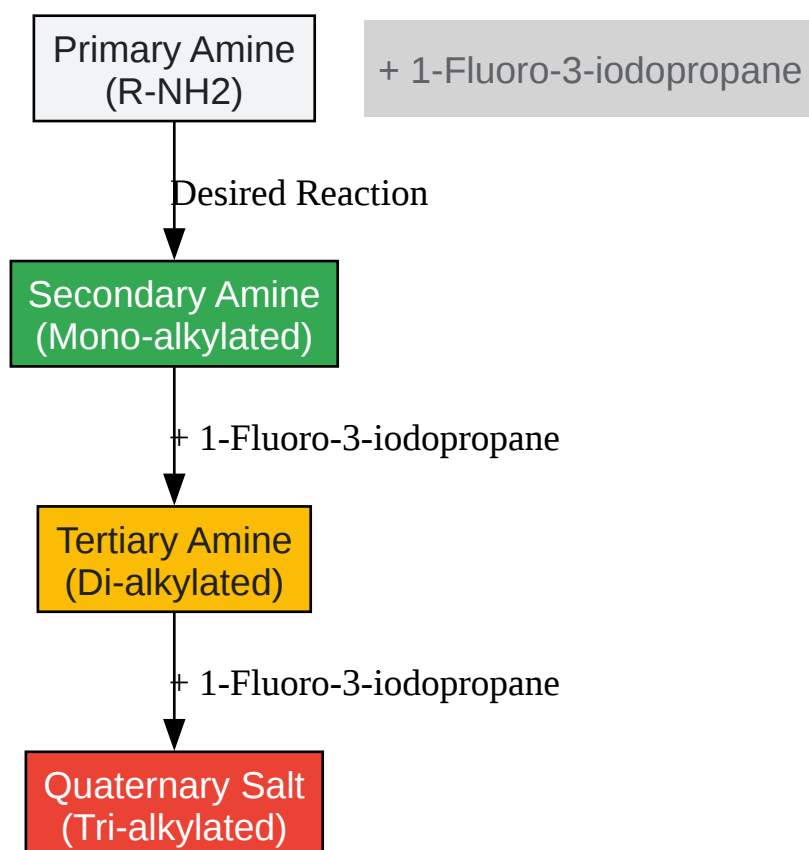 Primary Amine
(R-NH2)
+ 1-Fluoro-3-iodopropane
Desired Reaction
Secondary Amine
(Mono-alkylated)
+ 1-Fluoro-3-iodopropane
Tertiary Amine
(Di-alkylated)
+ 1-Fluoro-3-iodopropane
Quaternary Salt
(Tri-alkylated)